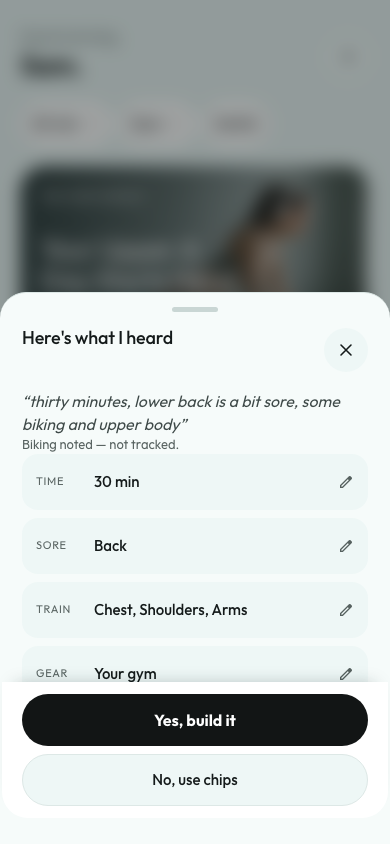 Here's what I heard
“thirty minutes, lower back is a bit sore, some
biking and upper body”
Biking noted — not tracked.
TIME 30 min
SORE Back
TRAIN Chest, Shoulders, Arms
GEAR Your gym
Yes, build it
No, use chips